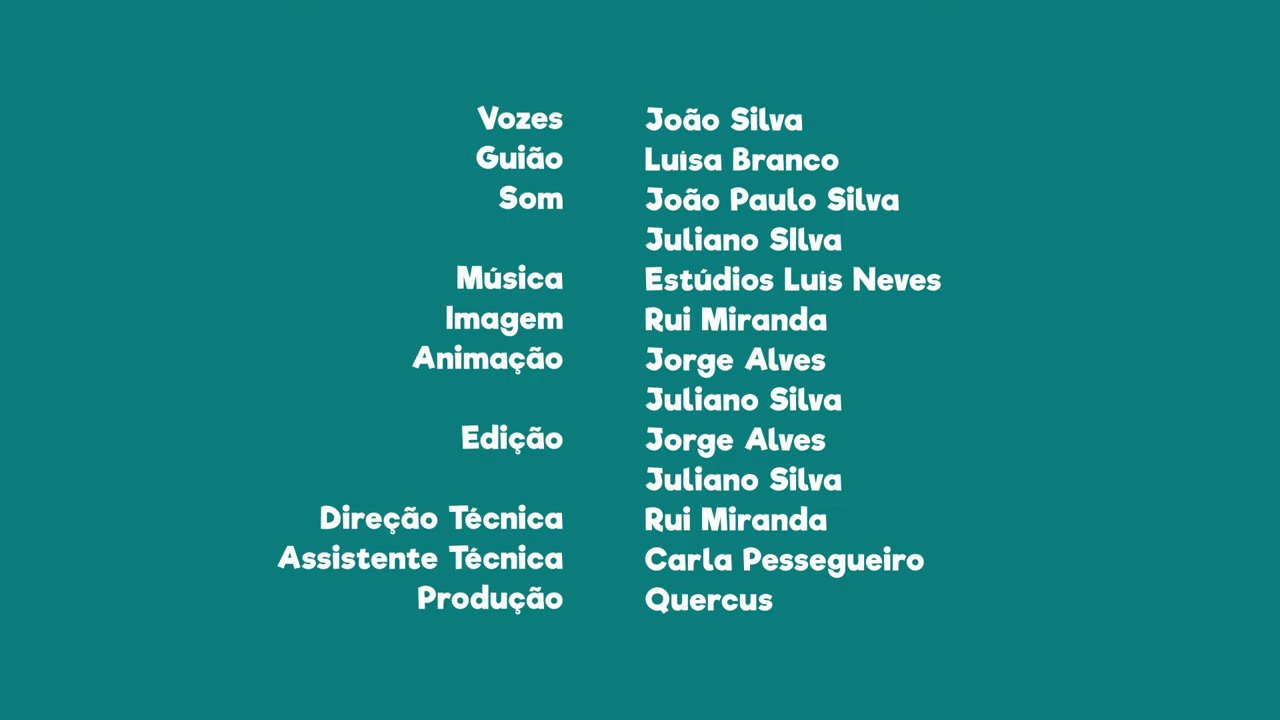 Vozes João Silva
Guião Luísa Branco
Som João Paulo Silva
Juliano SIlva
Música Estúdios Luís Neves
Imagem Rui Miranda
Animação Jorge Alves
Juliano Silva
Edição Jorge Alves
Juliano Silva
Direção Técnica Rui Miranda
Assistente Técnica Carla Pessegueiro
Produção Quercus